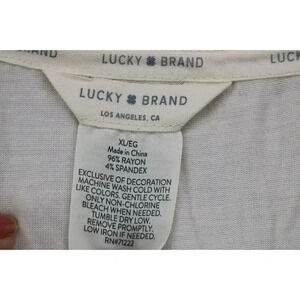 BRAND LUCKY ⌘ BRAND LUCKY
LUCKY ⌘ BRAND
LOS ANGELES, CA
XL/EG
Made in China
96% RAYON
4% SPANDEX
EXCLUSIVE OF DECORATION
MACHINE WASH COLD WITH
LIKE COLORS. GENTLE CYCLE.
ONLY NON-CHLORINE
BLEACH WHEN NEEDED.
TUMBLE DRY LOW.
REMOVE PROMPTLY.
LOW IRON IF NEEDED.
RN#71222